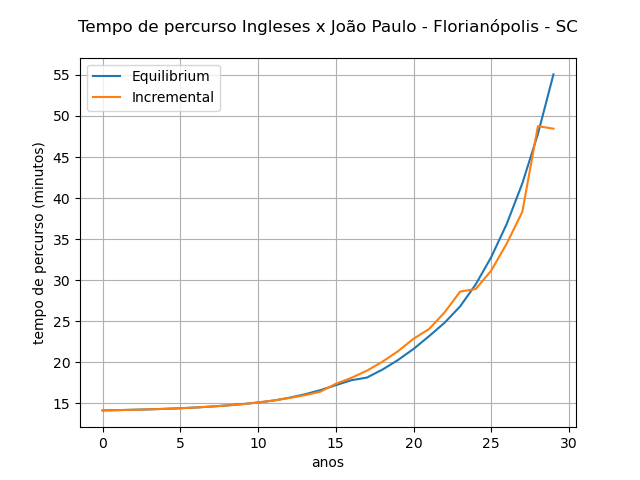 Tempo de percurso Ingleses x João Paulo - Florianópolis - SC
Equilibrium
Incremental
tempo de percurso (minutos)
55
50
45
40
35
30
25
20
15
0 5 10 15 20 25 30
anos